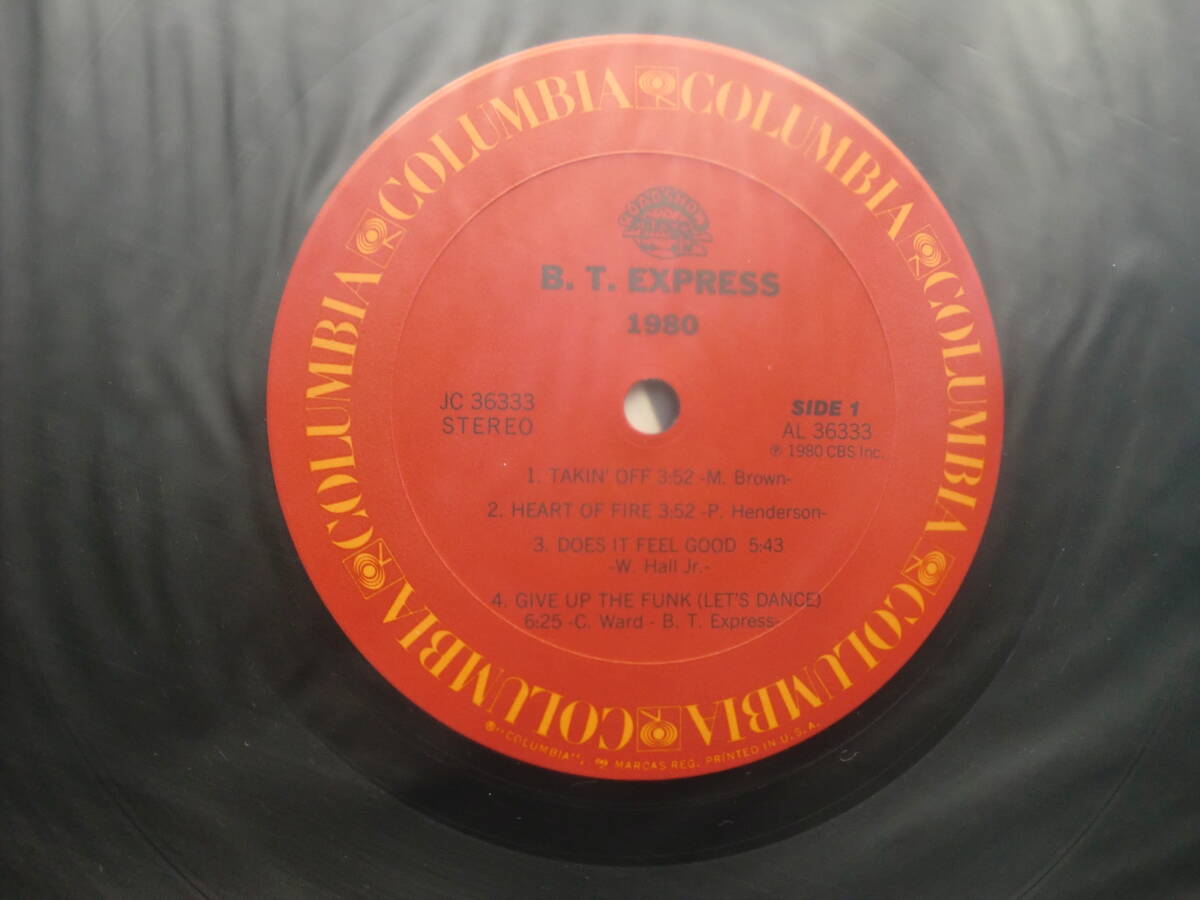 COLUMBIA COLUMBIA COLUMBIA COLUMBIA COLUMBIA COLUMBIA
B. T. EXPRESS
1980
JC 36333
STEREO
SIDE 1
AL 36333
℗ 1980 CBS Inc.
1. TAKIN' OFF 3:52 -M. Brown-
2. HEART OF FIRE 3:52 -P. Henderson-
3. DOES IT FEEL GOOD 5:43
-W. Hall Jr.-
4. GIVE UP THE FUNK (LET'S DANCE)
6:25 -C. Ward - B. T. Express-
"COLUMBIA", MARCAS REG. PRINTED IN U.S.A.